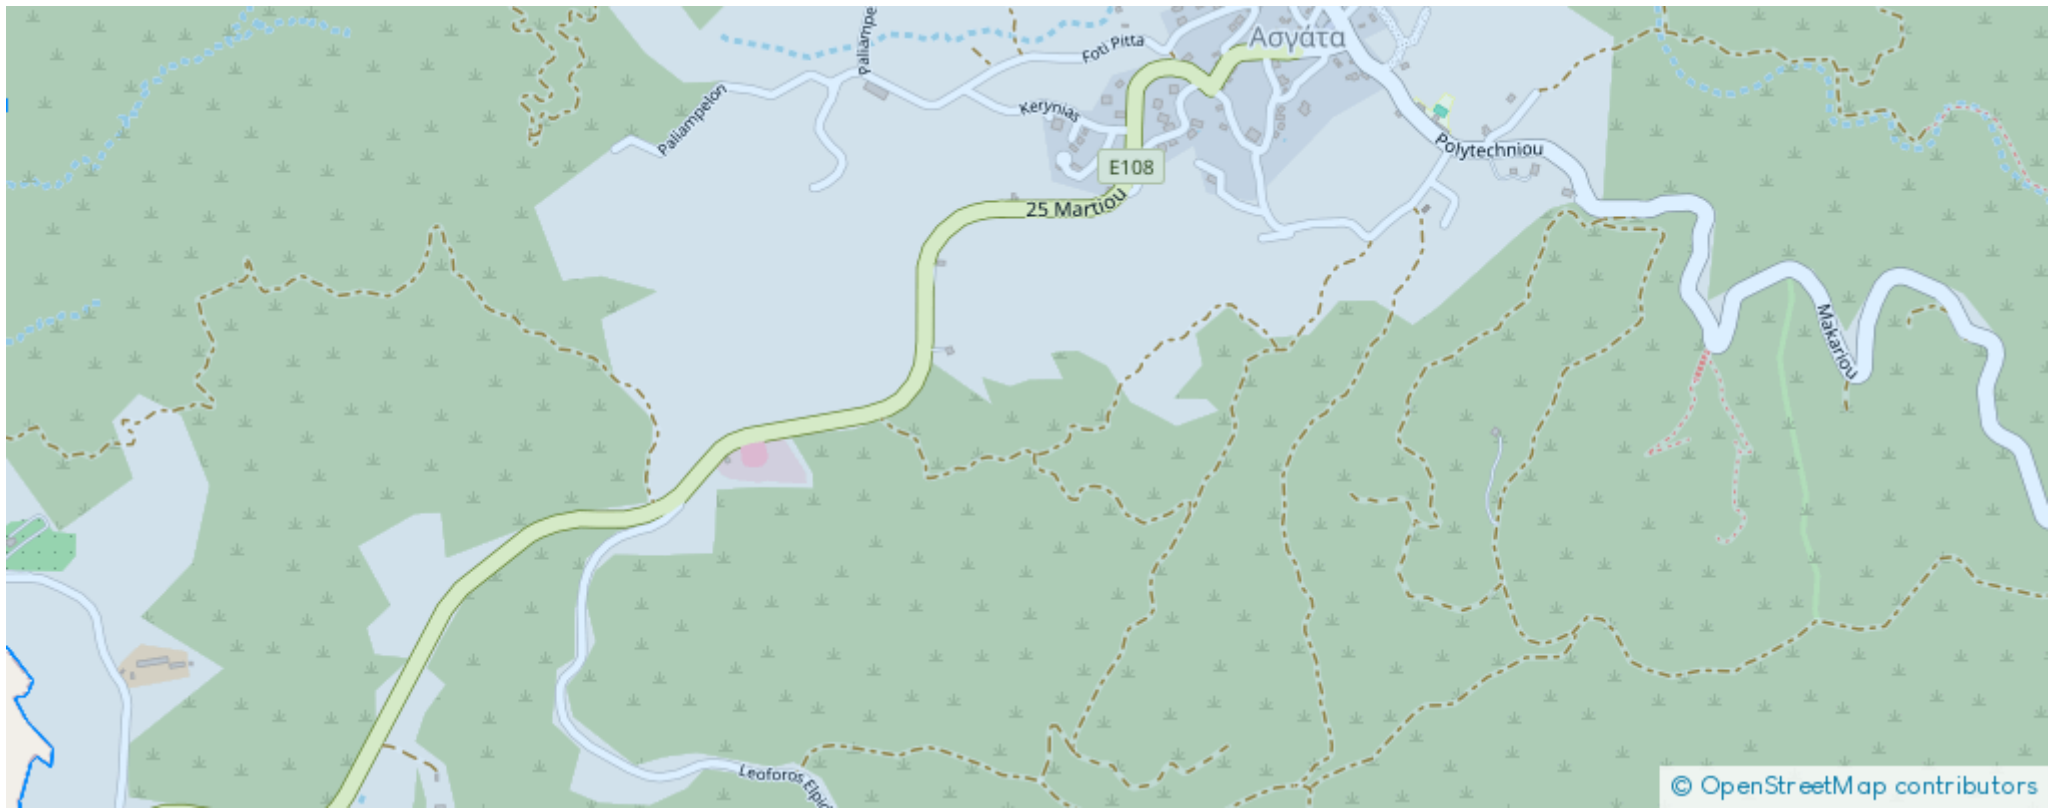 Paliampe
Foti Pitta
Ασγάτα
Paliampelon
Kerynias
Polytechniou
E108
25 Martiou
Makariou
Leoforos Elpid
© OpenStreetMap contributors